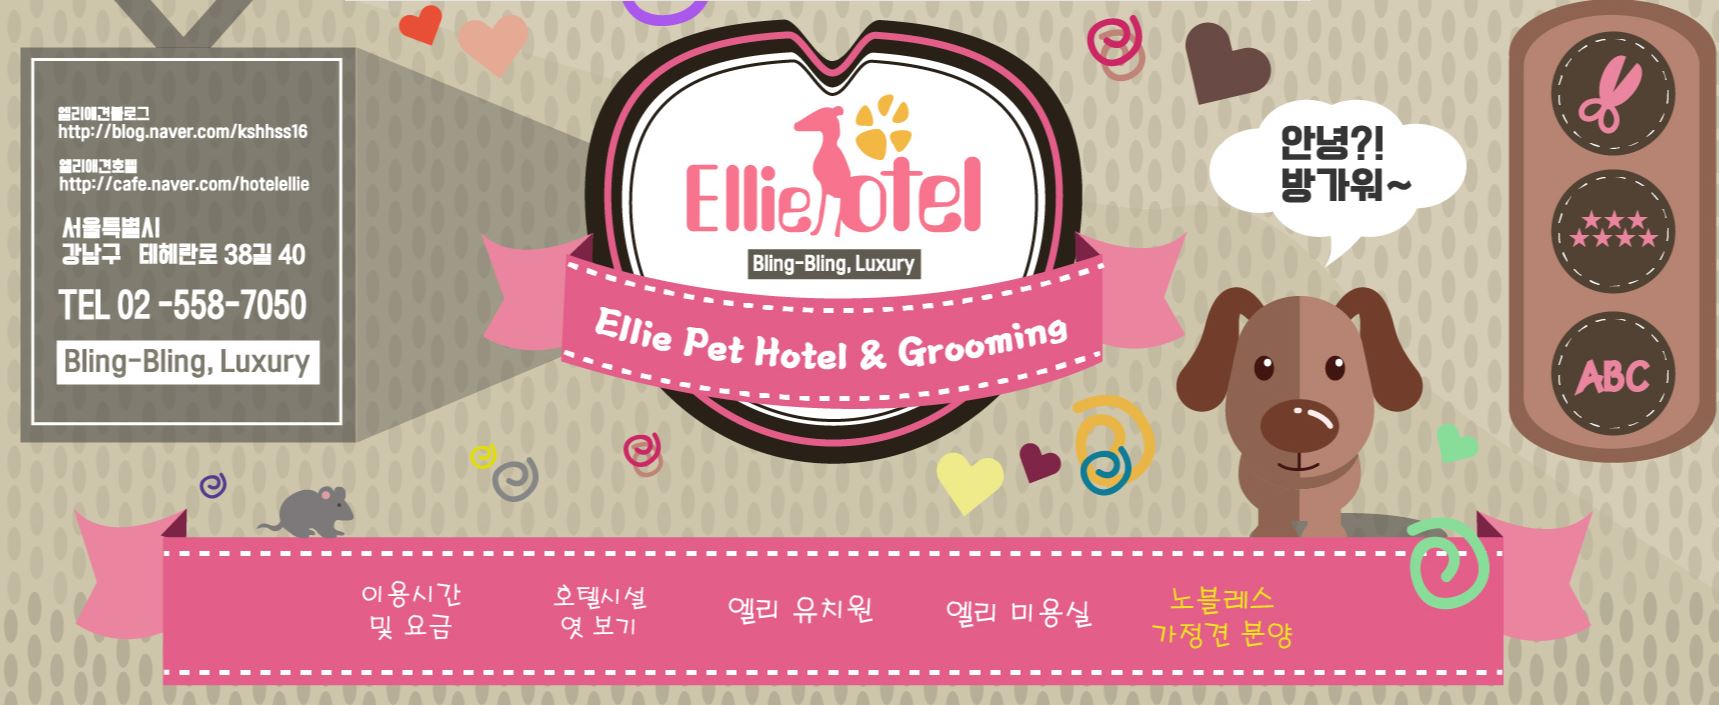 엘리애견블로그
http://blog.naver.com/kshhss16
엘리애견호텔
http://cafe.naver.com/hotelellie
서울특별시
강남구 테헤란로 38길 40
TEL 02 -558-7050
Bling-Bling, Luxury
Ellie Hotel
Bling-Bling, Luxury
Ellie Pet Hotel & Grooming
안녕?!
방가워~
ABC
이용시간
및 요금
호텔시설
엿 보기
엘리 유치원
엘리 미용실
노블레스
가정견 분양